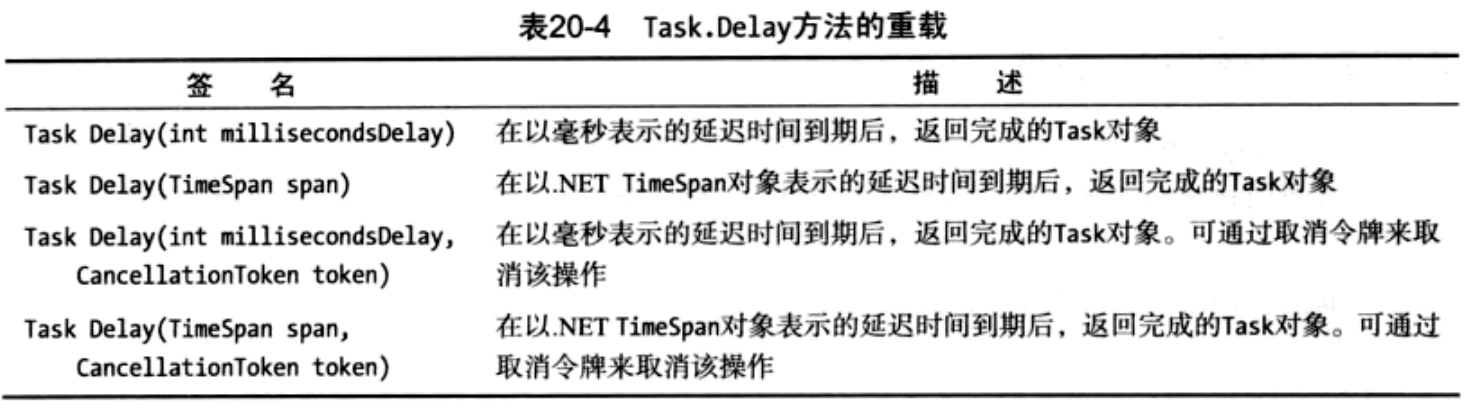 表20-4 Task.Delay方法的重载
签 名 描 述
Task Delay(int millisecondsDelay) 在以毫秒表示的延迟时间到期后，返回完成的Task对象
Task Delay(TimeSpan span) 在以.NET TimeSpan对象表示的延迟时间到期后，返回完成的Task对象
Task Delay(int millisecondsDelay, 在以毫秒表示的延迟时间到期后，返回完成的Task对象。可通过取消令牌来取
CancellationToken token) 消该操作
Task Delay(TimeSpan span, 在以.NET TimeSpan对象表示的延迟时间到期后，返回完成的Task对象。可通过
CancellationToken token) 取消令牌来取消该操作